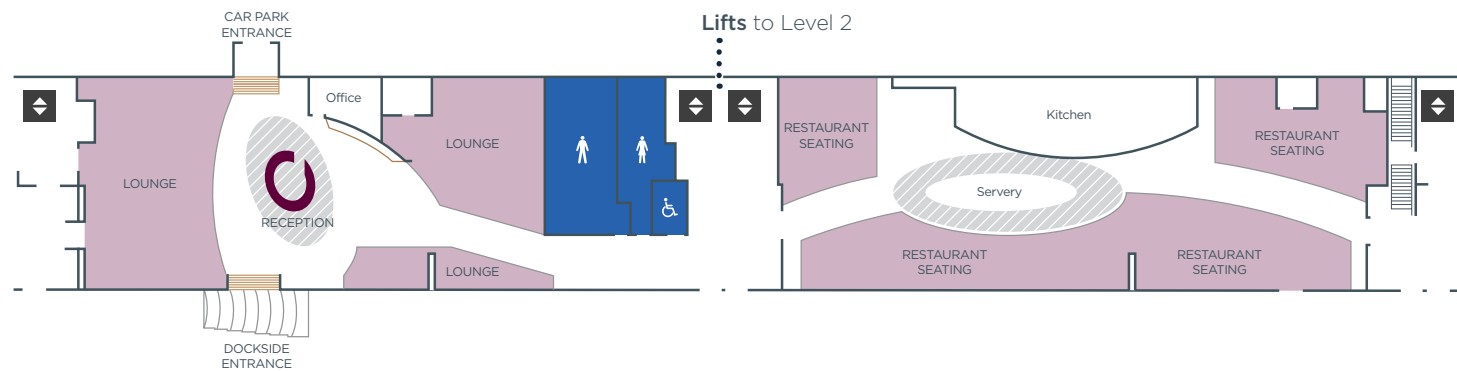 CAR PARK
ENTRANCE
Lifts to Level 2
Office
Kitchen
LOUNGE
RESTAURANT
SEATING
RESTAURANT
SEATING
LOUNGE
Servery
RECEPTION
RESTAURANT
SEATING
RESTAURANT
SEATING
LOUNGE
DOCKSIDE
ENTRANCE